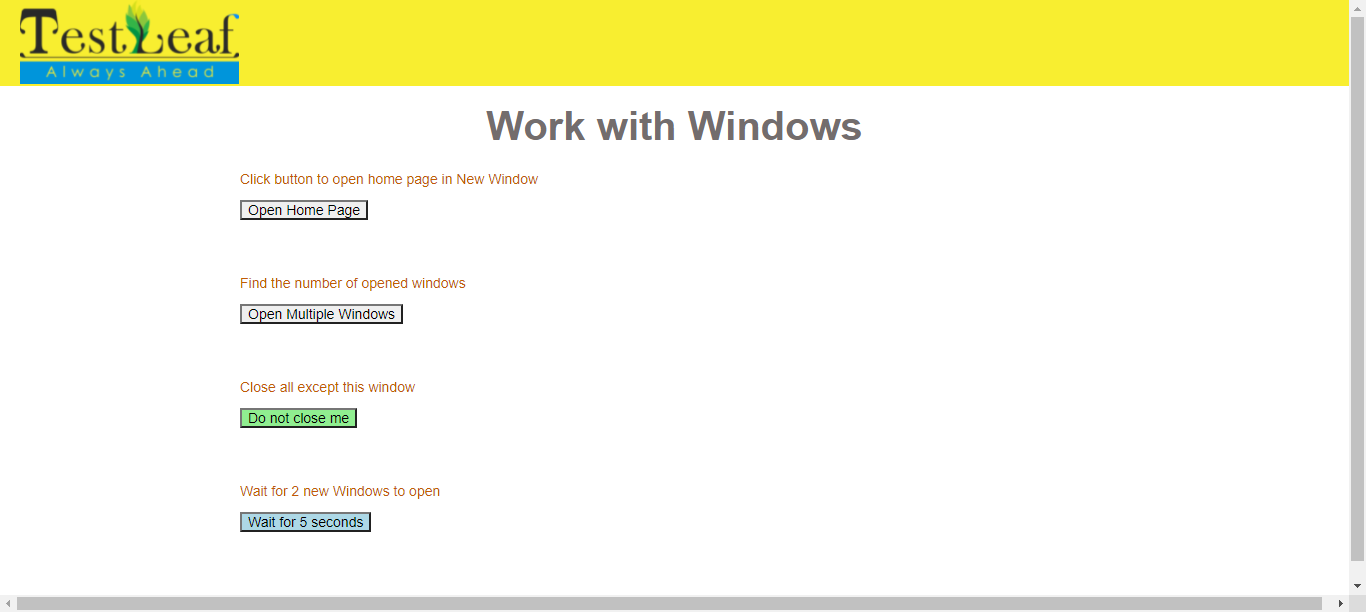 TestLeaf
Always Ahead
Work with Windows
Click button to open home page in New Window
Open Home Page
Find the number of opened windows
Open Multiple Windows
Close all except this window
Do not close me
Wait for 2 new Windows to open
Wait for 5 seconds